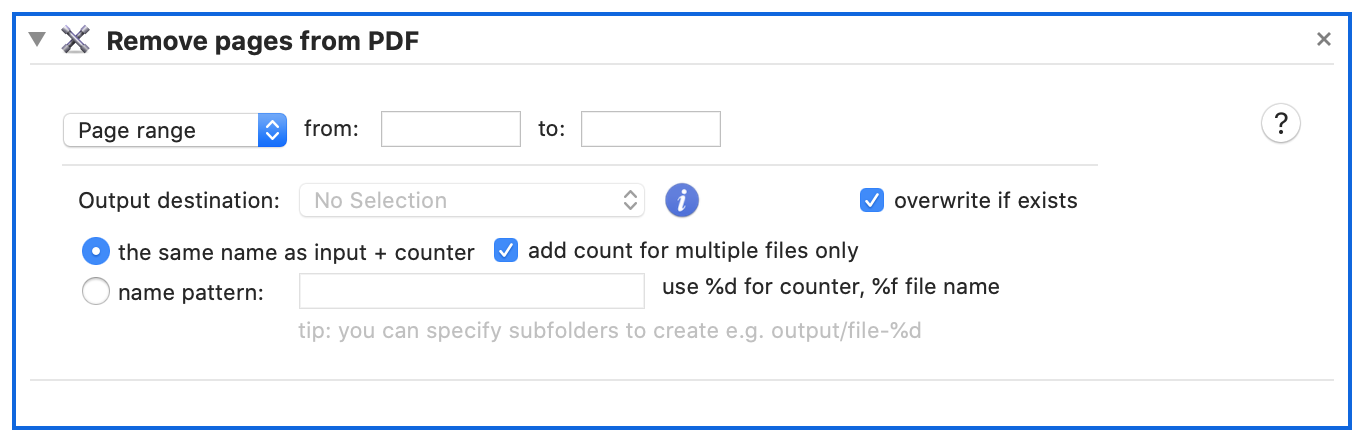 Remove pages from PDF
Page range from: to: ?
Output destination: No Selection i overwrite if exists
the same name as input + counter add count for multiple files only
name pattern: use %d for counter, %f file name
tip: you can specify subfolders to create e.g. output/file-%d